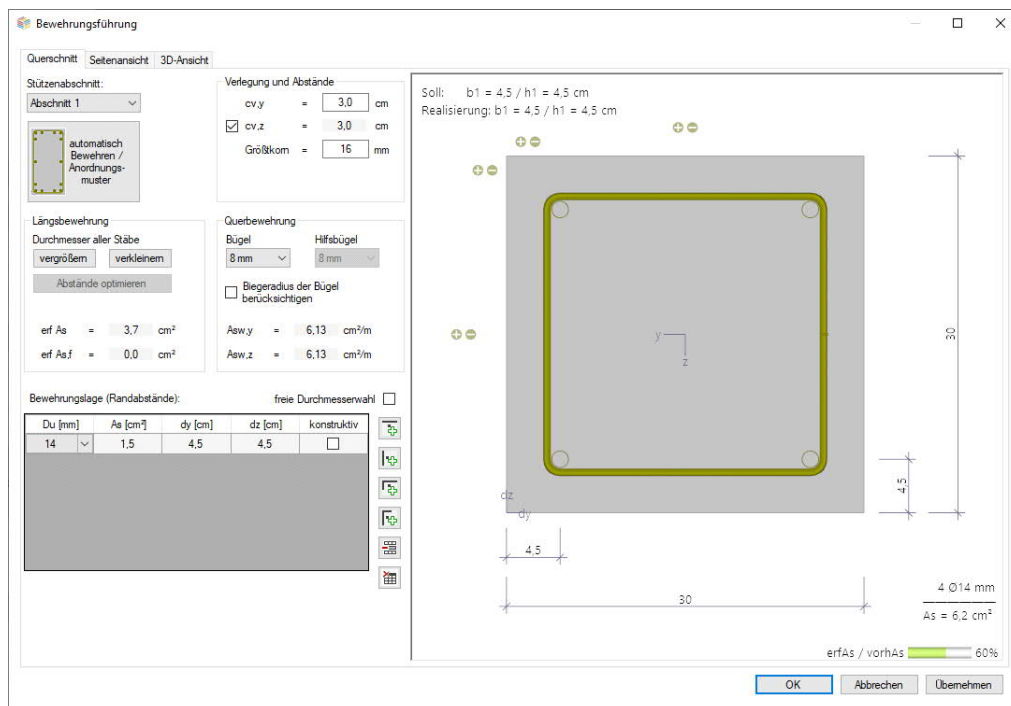 Bewehrungsführung
Querschnitt Seitenansicht 3D-Ansicht
Stützenabschnitt:
Abschnitt 1
automatisch
Bewehren /
Anordnungs-
muster
Verlegung und Abstände
cv,y = 3,0 cm
cv,z = 3,0 cm
Größtkorn = 16 mm
Längsbewehrung
Durchmesser aller Stäbe
vergrößern verkleinern
Abstände optimieren
erf As = 3,7 cm²
erf As,f = 0,0 cm²
Querbewehrung
Bügel Hilfsbügel
8 mm 8 mm
Biegeradius der Bügel
berücksichtigen
Asw,y = 6,13 cm²/m
Asw,z = 6,13 cm²/m
Bewehrungslage (Randabstände): freie Durchmesserwahl
Du [mm] As [cm²] dy [cm] dz [cm] konstruktiv
14 1,5 4,5 4,5
Soll: b1 = 4,5 / h1 = 4,5 cm
Realisierung: b1 = 4,5 / h1 = 4,5 cm
y
z
30
4,5
dz
dy
4,5
30
4 Ø14 mm
As = 6,2 cm²
erfAs / vorhAs 60%
OK Abbrechen Übernehmen